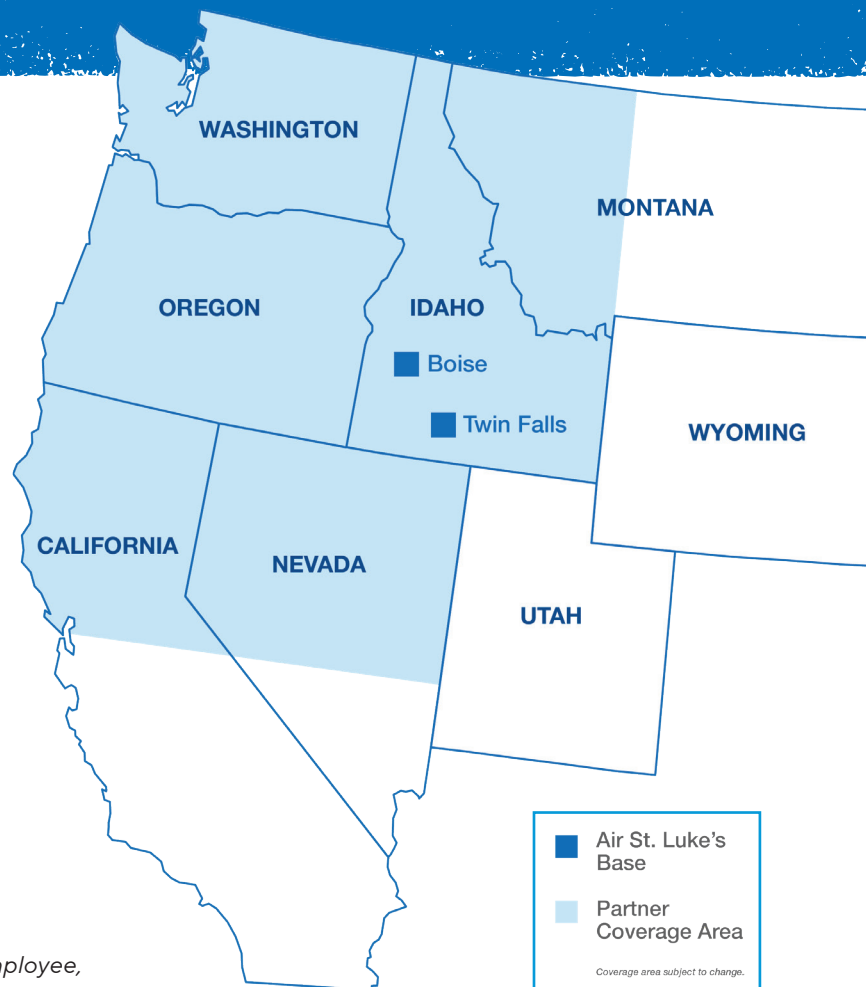 WASHINGTON
MONTANA
OREGON
IDAHO
Boise
Twin Falls
WYOMING
CALIFORNIA
NEVADA
UTAH
Air St. Luke's
Base
Partner
Coverage Area
Coverage area subject to change.
ployee,